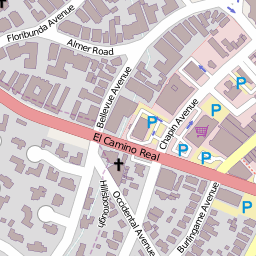 Floribunda Avenue
Almer Road
Bellevue Avenue
Chapin Avenue
El Camino Real
Hillsborough
Occidental Avenue
Burlingame Avenue
P
P
P
P
P
P
P